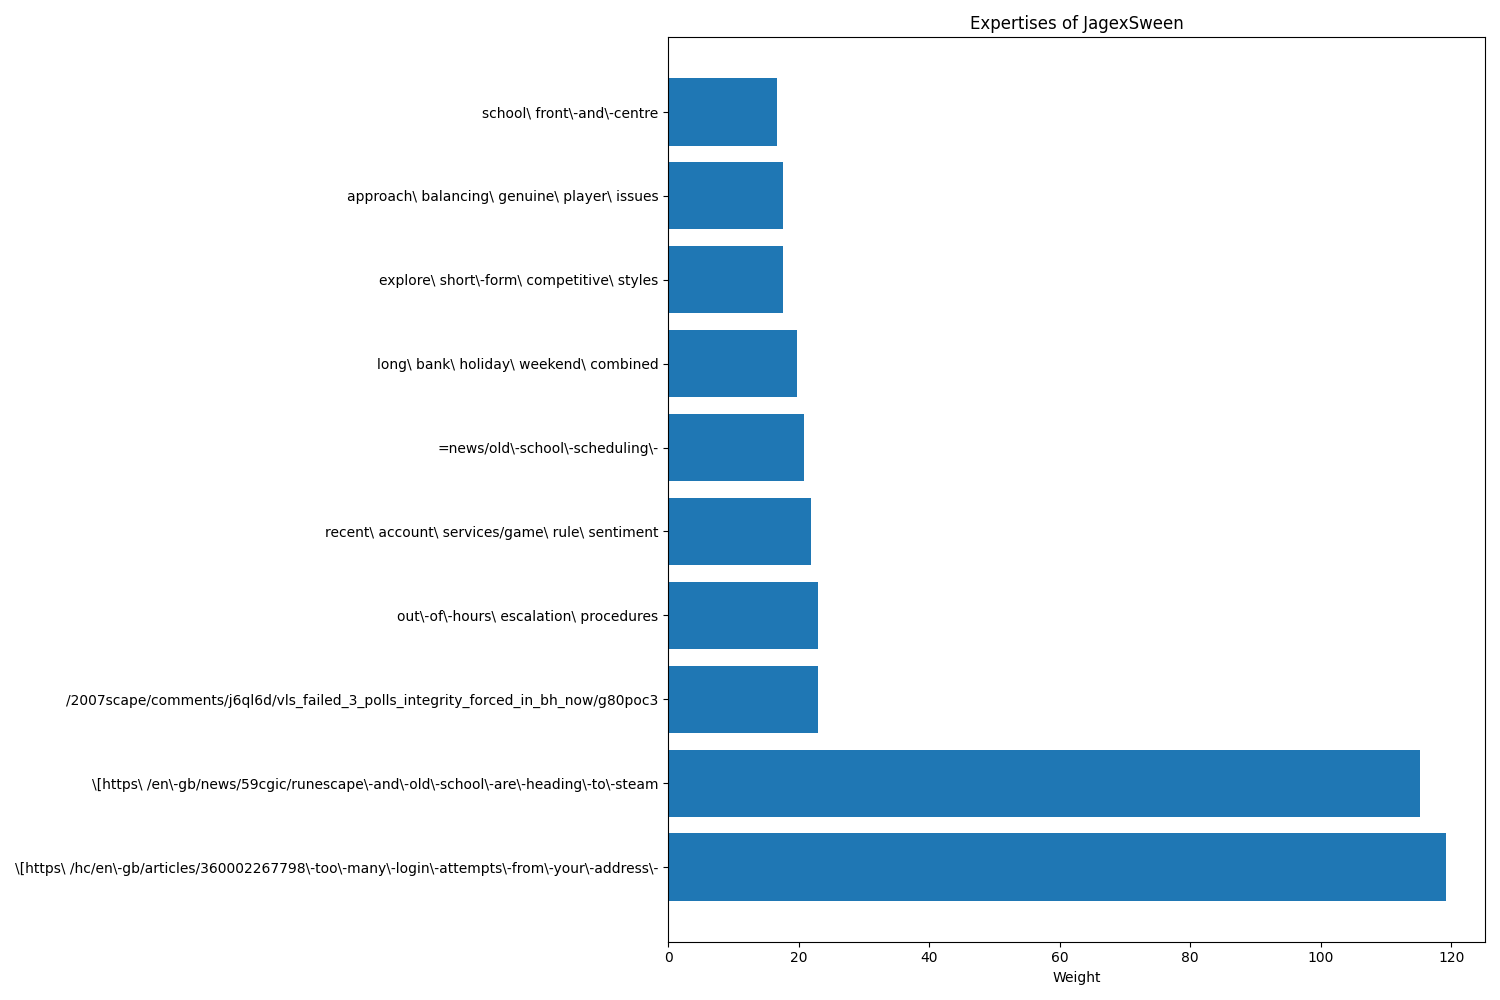 Expertises of JagexSween
school\ front\-and\-centre
approach\ balancing\ genuine\ player\ issues
explore\ short\-form\ competitive\ styles
long\ bank\ holiday\ weekend\ combined
=news/old\-school\-scheduling\-
recent\ account\ services/game\ rule\ sentiment
out\-of\-hours\ escalation\ procedures
/2007scape/comments/j6ql6d/vls_failed_3_polls_integrity_forced_in_bh_now/g80poc3
\[https\ /en\-gb/news/59cgic/runescape\-and\-old\-school\-are\-heading\-to\-steam
\[https\ /hc/en\-gb/articles/360002267798\-too\-many\-login\-attempts\-from\-your\-address\-
0 20 40 60 80 100 120
Weight